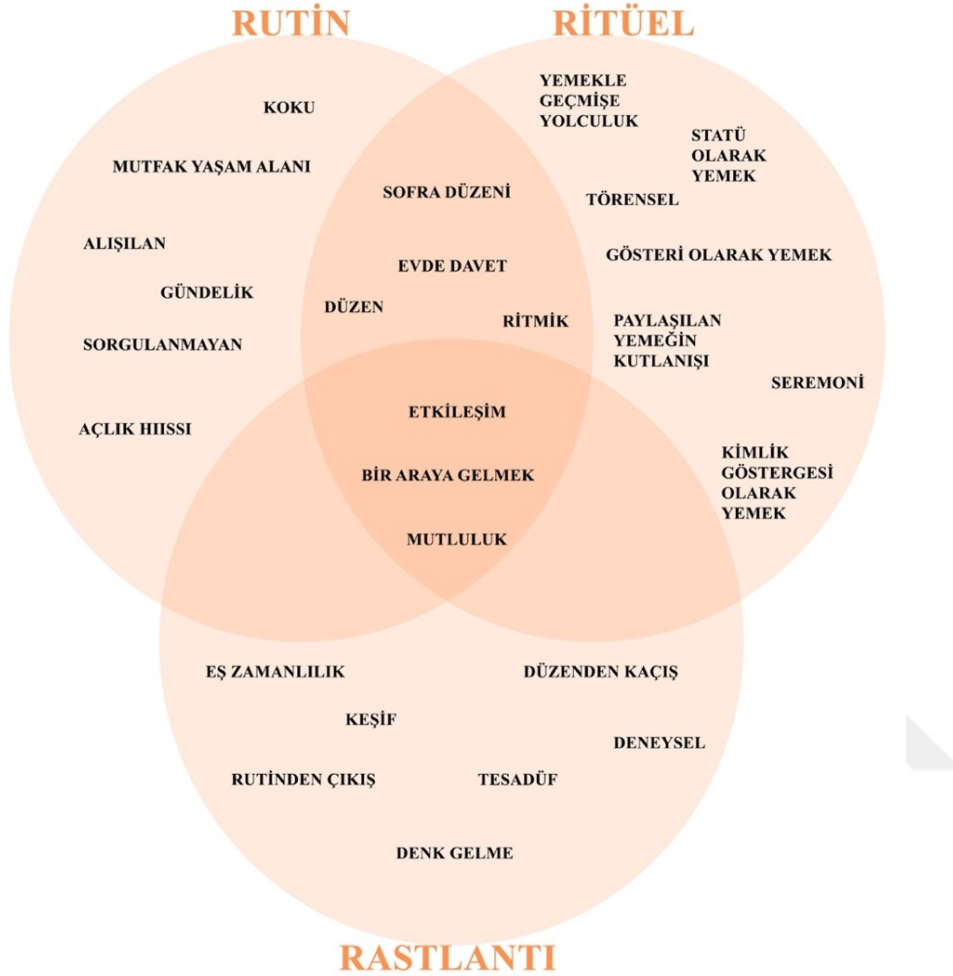 RUTİN
RİTÜEL
KOKU
MUTFAK YAŞAM ALANI
ALIŞILAN
GÜNDELİK
SORGULANMAYAN
AÇLIK HIISSI
SOFRA DÜZENİ
EVDE DAVET
DÜZEN
RİTMİK
YEMEKLE
GEÇMİŞE
YOLCULUK
STATÜ
OLARAK
YEMEK
TÖRENSEL
GÖSTERİ OLARAK YEMEK
PAYLAŞILAN
YEMEĞİN
KUTLANIŞI
SEREMONİ
KİMLİK
GÖSTERGESİ
OLARAK
YEMEK
ETKİLEŞİM
BİR ARAYA GELMEK
MUTLULUK
EŞ ZAMANLILIK
DÜZENDEN KAÇIŞ
KEŞİF
DENEYSEL
RUTİNDEN ÇIKIŞ
TESADÜF
DENK GELME
RASTLANTI